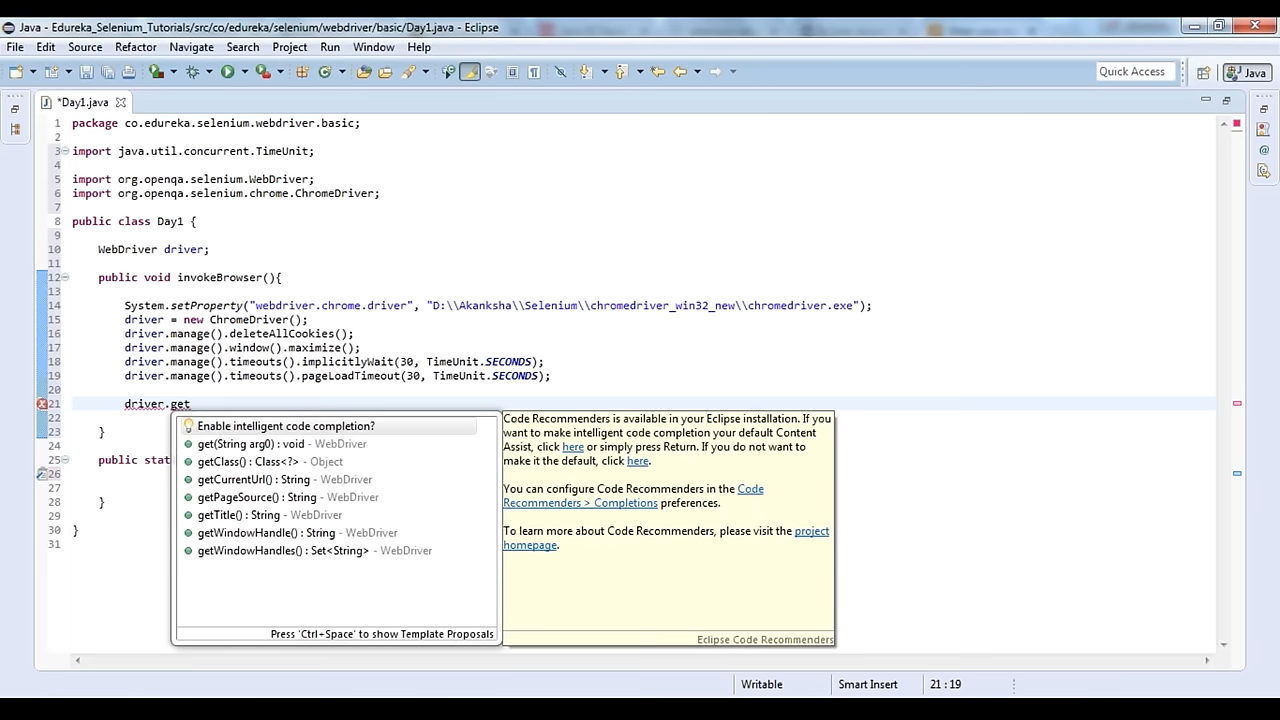 Java - Edureka_Selenium_Tutorials/src/co/edureka/selenium/webdriver/basic/Day1.java - Eclipse
File Edit Source Refactor Navigate Search Project Run Window Help
Quick Access
Java
*Day1.java
1 package co.edureka.selenium.webdriver.basic;
2
3 import java.util.concurrent.TimeUnit;
4
5 import org.openqa.selenium.WebDriver;
6 import org.openqa.selenium.chrome.ChromeDriver;
7
8 public class Day1 {
9
10 WebDriver driver;
11
12 public void invokeBrowser(){
13
14 System.setProperty("webdriver.chrome.driver", "D:\\Akanksha\\Selenium\\chromedriver_win32_new\\chromedriver.exe");
15 driver = new ChromeDriver();
16 driver.manage().deleteAllCookies();
17 driver.manage().window().maximize();
18 driver.manage().timeouts().implicitlyWait(30, TimeUnit.SECONDS);
19 driver.manage().timeouts().pageLoadTimeout(30, TimeUnit.SECONDS);
20
21 driver.get
22
23 }
24
25 public stat
26
27
28 }
29
30 }
31
Enable intelligent code completion?
get(String arg0) : void - WebDriver
getClass() : Class<?> - Object
getCurrentUrl() : String - WebDriver
getPageSource() : String - WebDriver
getTitle() : String - WebDriver
getWindowHandle() : String - WebDriver
getWindowHandles() : Set<String> - WebDriver
Press 'Ctrl+Space' to show Template Proposals
Code Recommenders is available in your Eclipse installation. If you
want to make intelligent code completion your default Content
Assist, click here or simply press Return. If you do not want to
make it the default, click here.
You can configure Code Recommenders in the Code
Recommenders > Completions preferences.
To learn more about Code Recommenders, please visit the project
homepage.
Eclipse Code Recommenders
Writable Smart Insert 21 : 19